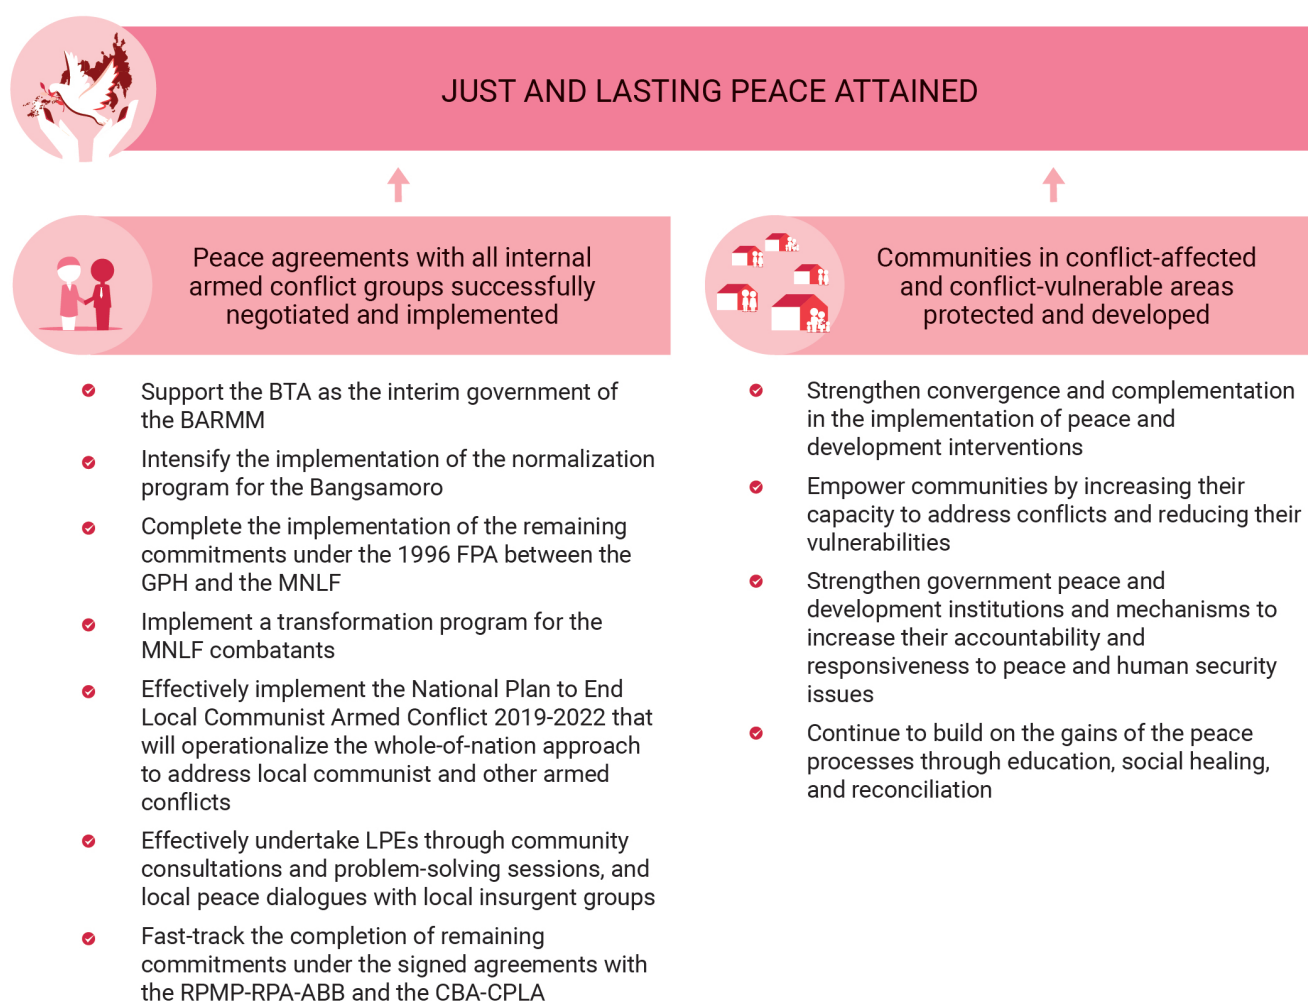 JUST AND LASTING PEACE ATTAINED
Peace agreements with all internal
armed conflict groups successfully
negotiated and implemented
Support the BTA as the interim government of
the BARMM
Intensify the implementation of the normalization
program for the Bangsamoro
Complete the implementation of the remaining
commitments under the 1996 FPA between the
GPH and the MNLF
Implement a transformation program for the
MNLF combatants
Effectively implement the National Plan to End
Local Communist Armed Conflict 2019-2022 that
will operationalize the whole-of-nation approach
to address local communist and other armed
conflicts
Effectively undertake LPEs through community
consultations and problem-solving sessions, and
local peace dialogues with local insurgent groups
Fast-track the completion of remaining
commitments under the signed agreements with
the RPMP-RPA-ABB and the CBA-CPLA
Communities in conflict-affected
and conflict-vulnerable areas
protected and developed
Strengthen convergence and complementation
in the implementation of peace and
development interventions
Empower communities by increasing their
capacity to address conflicts and reducing their
vulnerabilities
Strengthen government peace and
development institutions and mechanisms to
increase their accountability and
responsiveness to peace and human security
issues
Continue to build on the gains of the peace
processes through education, social healing,
and reconciliation